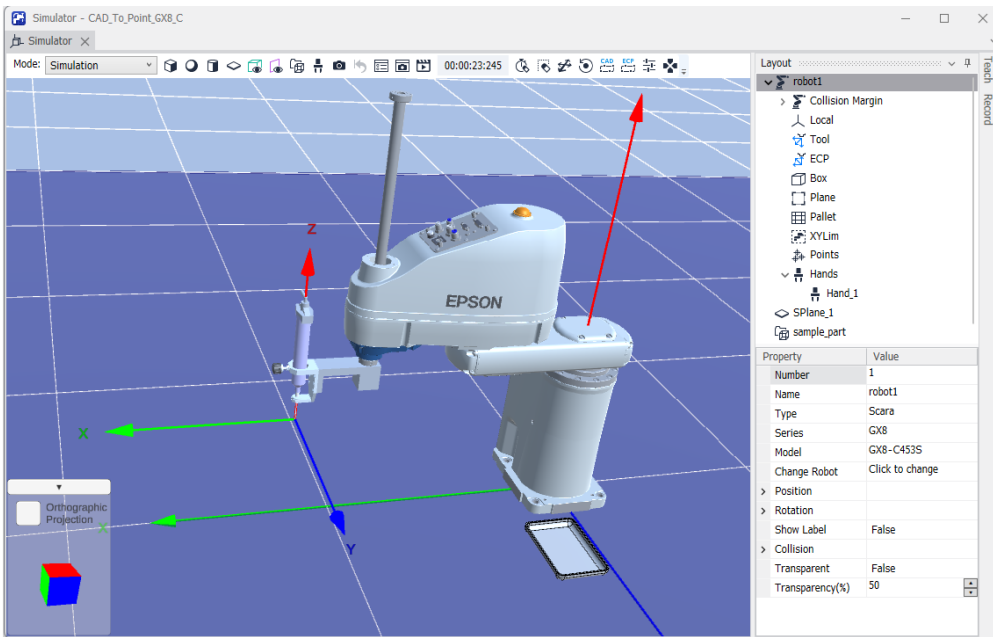 Simulator - CAD_To_Point_GX8_C
Simulator
Mode: Simulation 00:00:23:245 CAD ECP
Layout
Teach
Record
robot1
Collision Margin
Local
Tool
ECP
Box
Plane
Pallet
XYLim
Points
Hands
Hand_1
SPlane_1
sample_part
Z
EPSON
X
X
Y
Orthographic
Projection
Property Value
Number 1
Name robot1
Type Scara
Series GX8
Model GX8-C453S
Change Robot Click to change
Position
Rotation
Show Label False
Collision
Transparent False
Transparency(%) 50